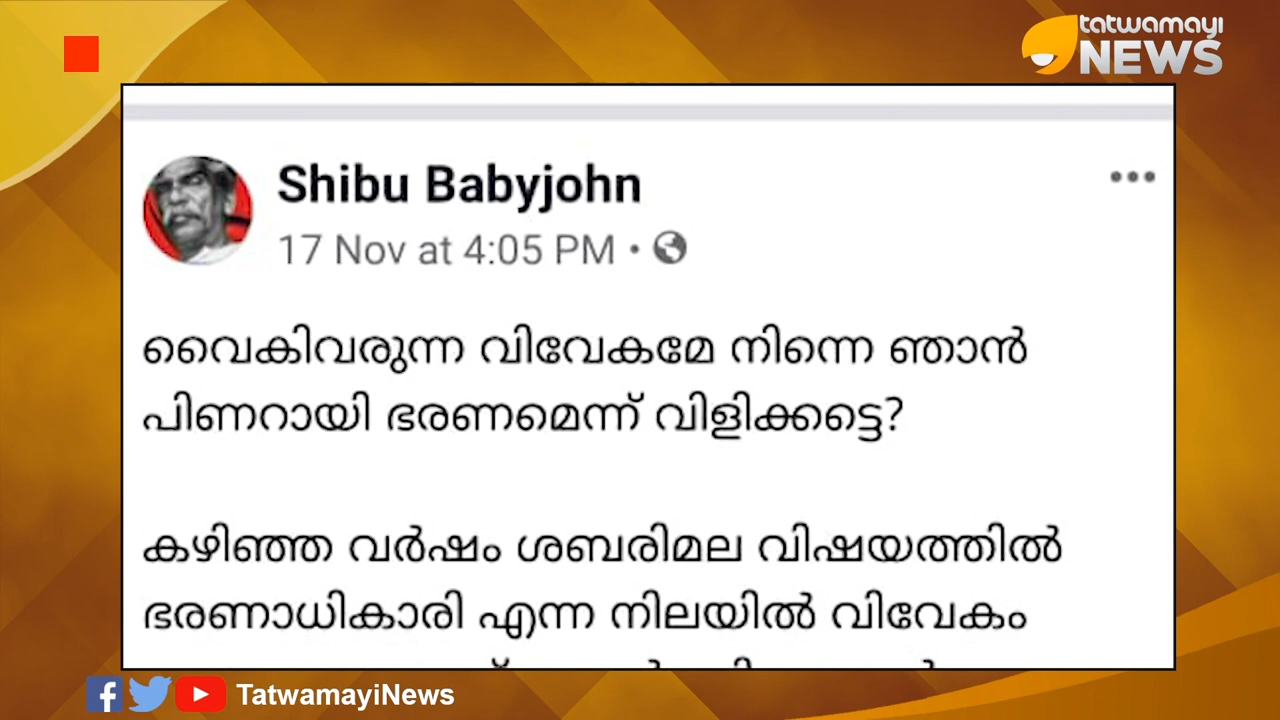 tatwamayi
NEWS
Shibu Babyjohn
17 Nov at 4:05 PM •
വൈകിവരുന്ന വിവേകമേ നിന്നെ ഞാൻ
പിണറായി ഭരണമെന്ന് വിളിക്കട്ടെ?
കഴിഞ്ഞ വർഷം ശബരിമല വിഷയത്തിൽ
ഭരണാധികാരി എന്ന നിലയിൽ വിവേകം
TatwamayiNews